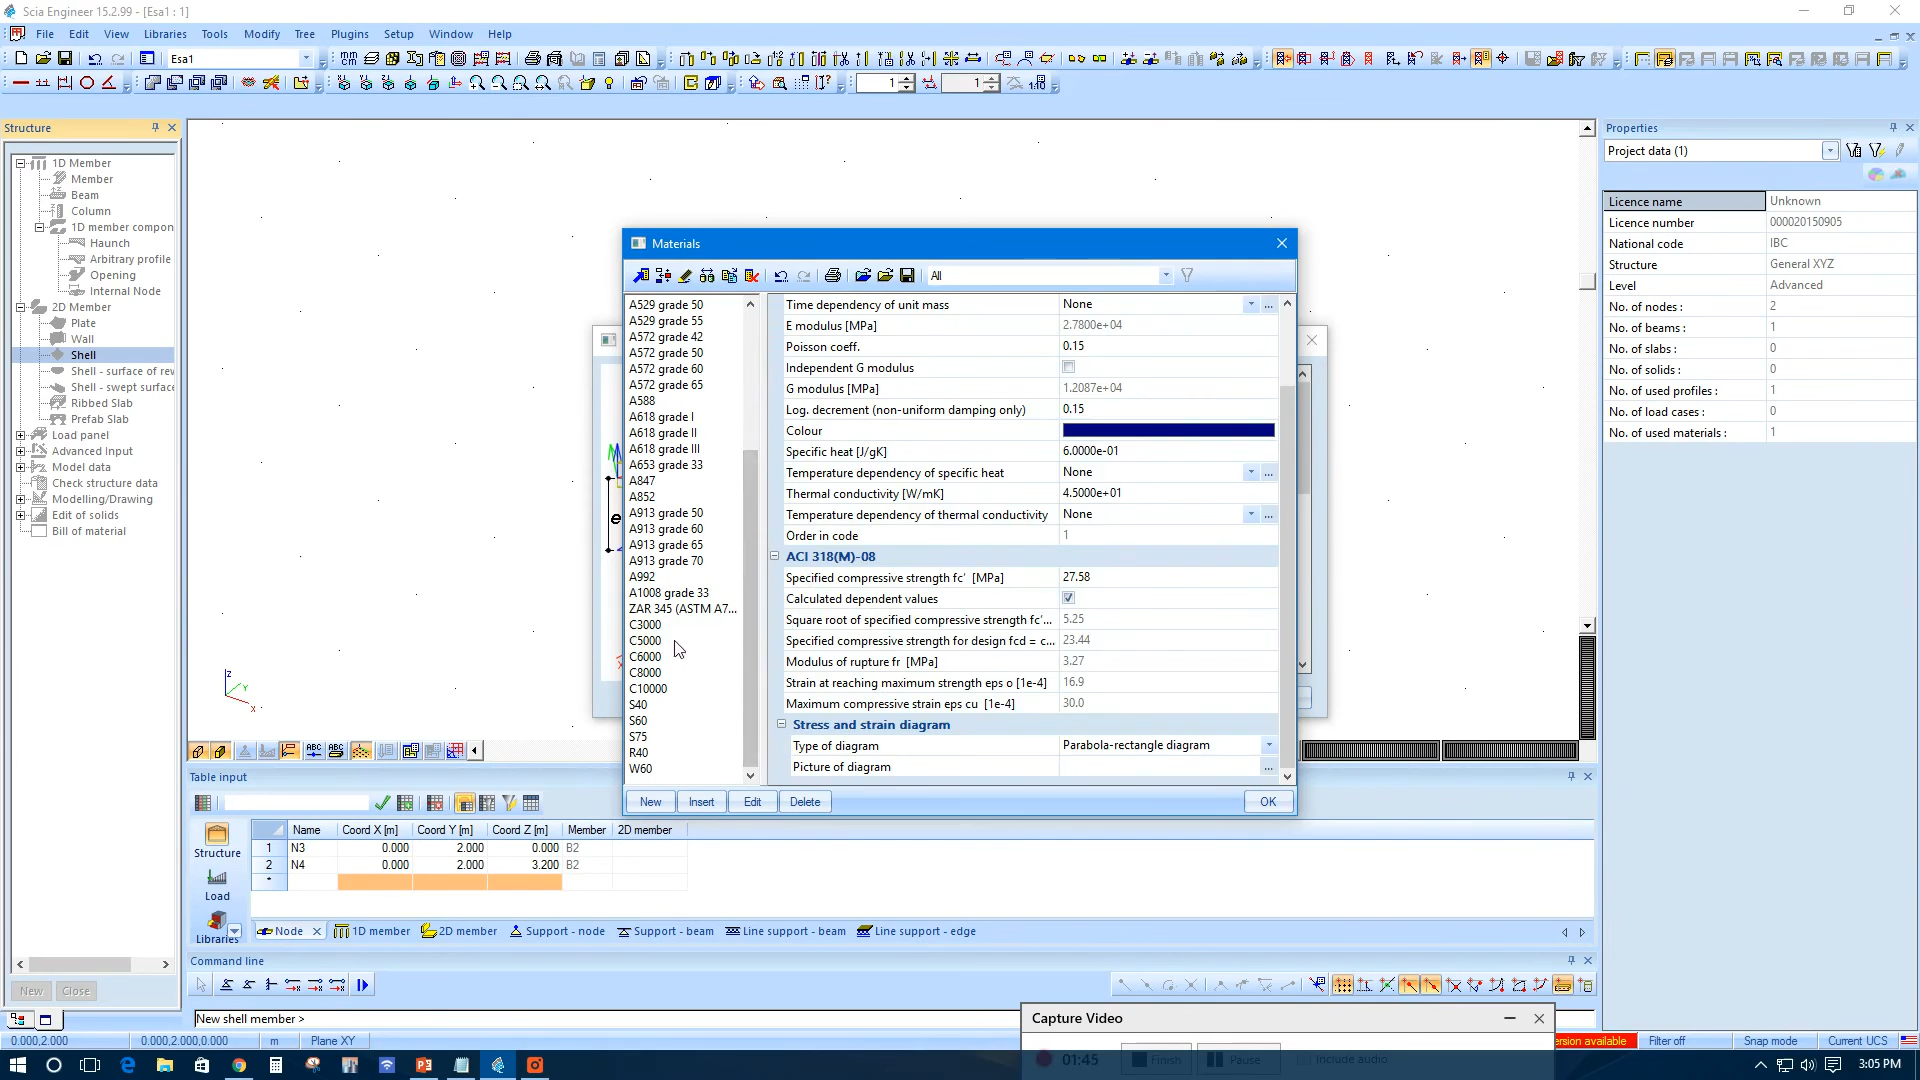 Scia Engineer 15.2.99 - [Esa1 : 1]
File Edit View Libraries Tools Modify Tree Plugins Setup Window Help
Esa1
1 1
Structure
1D Member
Member
Beam
Column
1D member compon
Haunch
Arbitrary profile
Opening
Internal Node
2D Member
Plate
Wall
Shell
Shell - surface of rev
Shell - swept surface
Ribbed Slab
Prefab Slab
Load panel
Advanced Input
Model data
Check structure data
Modelling/Drawing
Edit of solids
Bill of material
New Close
Materials
All
A529 grade 50
A529 grade 55
A572 grade 42
A572 grade 50
A572 grade 60
A572 grade 65
A588
A618 grade I
A618 grade II
A618 grade III
A653 grade 33
A847
A852
A913 grade 50
A913 grade 60
A913 grade 65
A913 grade 70
A992
A1008 grade 33
ZAR 345 (ASTM A7...
C3000
C5000
C6000
C8000
C10000
S40
S60
S75
R40
W60
Time dependency of unit mass None
E modulus [MPa] 2.7800e+04
Poisson coeff. 0.15
Independent G modulus
G modulus [MPa] 1.2087e+04
Log. decrement (non-uniform damping only) 0.15
Colour
Specific heat [J/gK] 6.0000e-01
Temperature dependency of specific heat None
Thermal conductivity [W/mK] 4.5000e+01
Temperature dependency of thermal conductivity None
Order in code 1
ACI 318(M)-08
Specified compressive strength fc' [MPa] 27.58
Calculated dependent values
Square root of specified compressive strength fc'... 5.25
Specified compressive strength for design fcd = c... 23.44
Modulus of rupture fr [MPa] 3.27
Strain at reaching maximum strength eps o [1e-4] 16.9
Maximum compressive strain eps cu [1e-4] 30.0
Stress and strain diagram
Type of diagram Parabola-rectangle diagram
Picture of diagram
New Insert Edit Delete OK
z Y X
Properties
Project data (1)
Licence name Unknown
Licence number 000020150905
National code IBC
Structure General XYZ
Level Advanced
No. of nodes : 2
No. of beams : 1
No. of slabs : 0
No. of solids : 0
No. of used profiles : 1
No. of load cases : 0
No. of used materials : 1
Table input
Structure
Load
Libraries
Name Coord X [m] Coord Y [m] Coord Z [m] Member 2D member
1 N3 0.000 2.000 0.000 B2
2 N4 0.000 2.000 3.200 B2
*
Node 1D member 2D member Support - node Support - beam Line support - beam Line support - edge
Command line
New shell member >
Capture Video
01:45 Finish Pause Include audio
0.000,2.000 0.000,2.000,0.000 m Plane XY
ersion available Filter off Snap mode Current UCS
3:05 PM